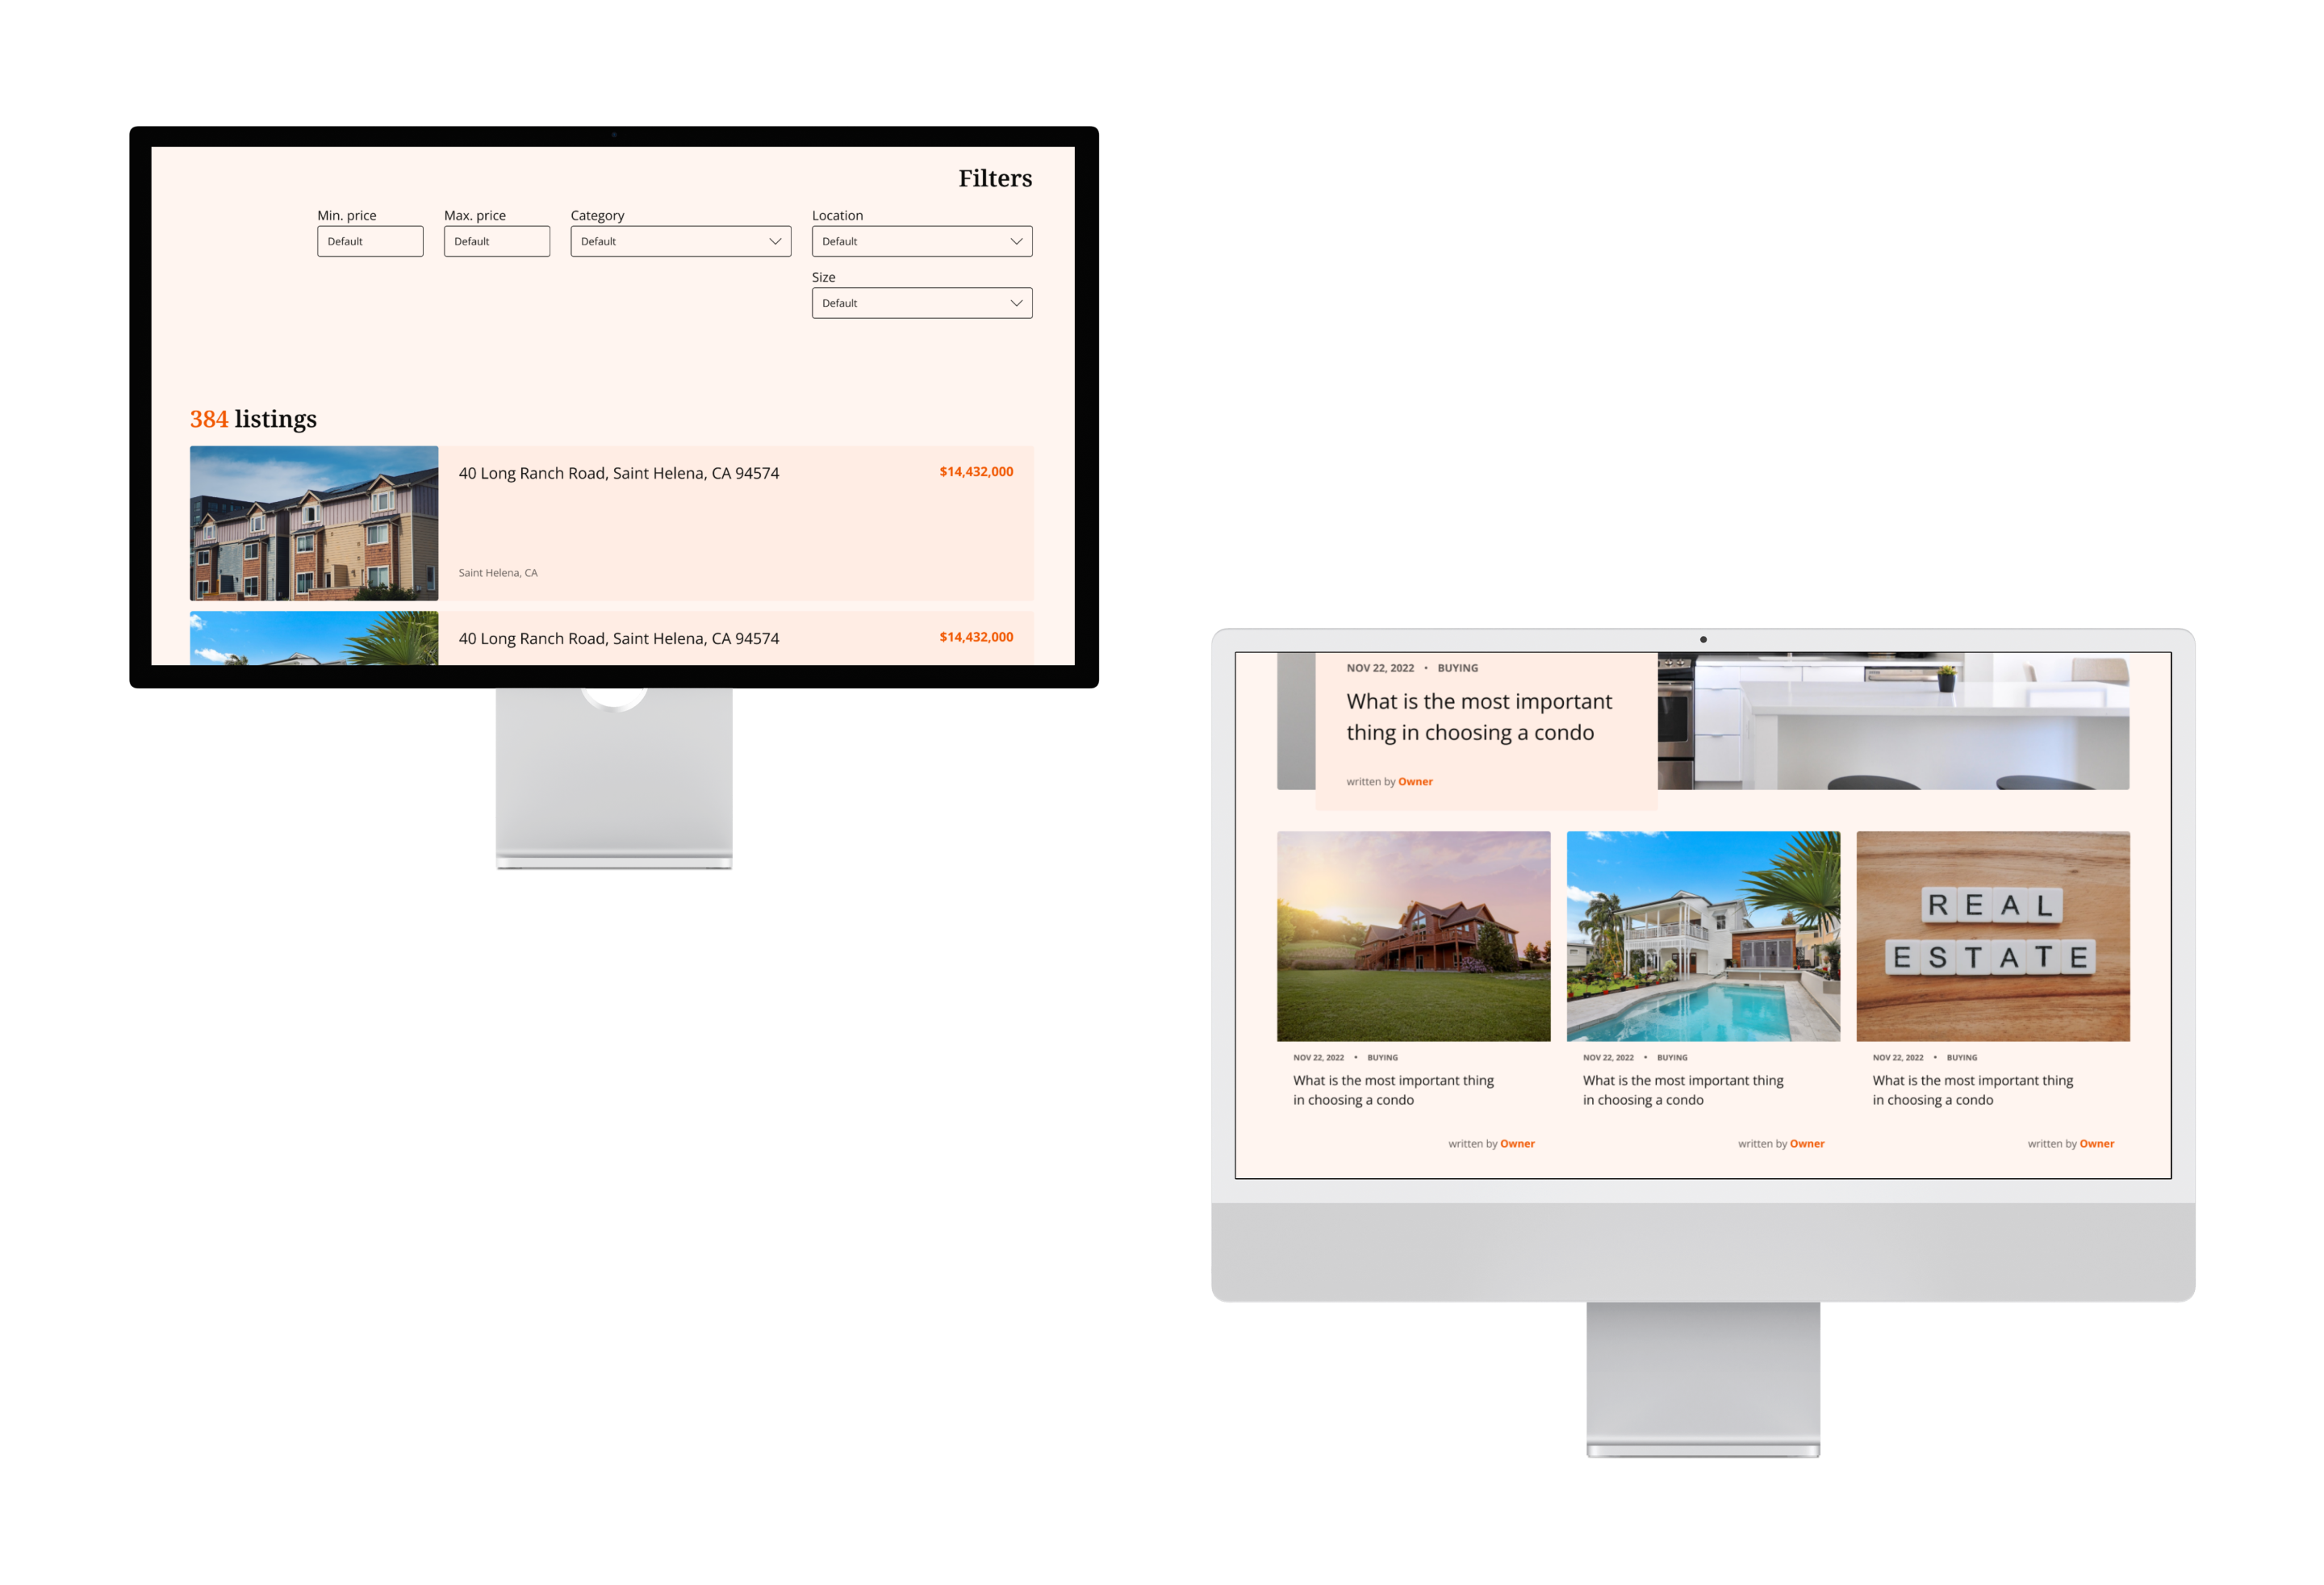 Filters
Min. price
Max. price
Category
Location
Default
Default
Default
Default
Size
Default
384 listings
40 Long Ranch Road, Saint Helena, CA 94574
$14,432,000
Saint Helena, CA
40 Long Ranch Road, Saint Helena, CA 94574
$14,432,000
NOV 22, 2022 • BUYING
What is the most important
thing in choosing a condo
written by Owner
REAL
ESTATE
NOV 22, 2022 • BUYING
What is the most important thing
in choosing a condo
written by Owner
NOV 22, 2022 • BUYING
What is the most important thing
in choosing a condo
written by Owner
NOV 22, 2022 • BUYING
What is the most important thing
in choosing a condo
written by Owner